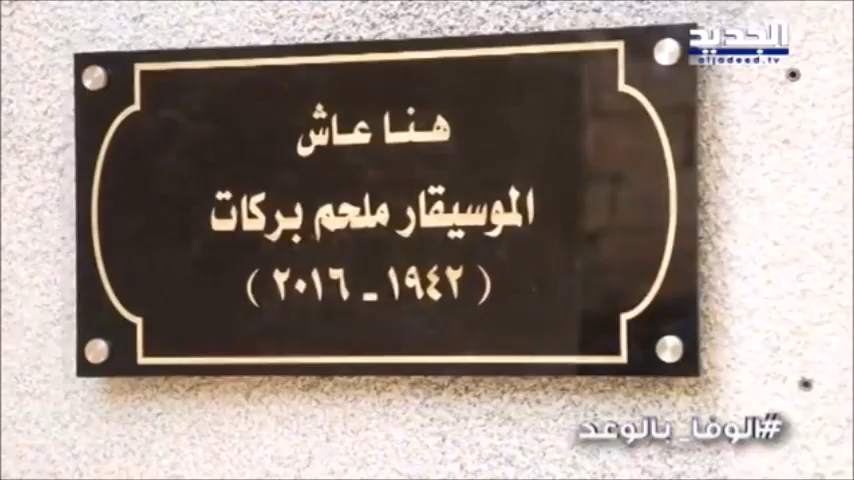 الجديد
aljadeed.tv
هنا عاش
الموسيقار ملحم بركات
(١٩٤٢ - ٢٠١٦)
#الوفا_بالوعد